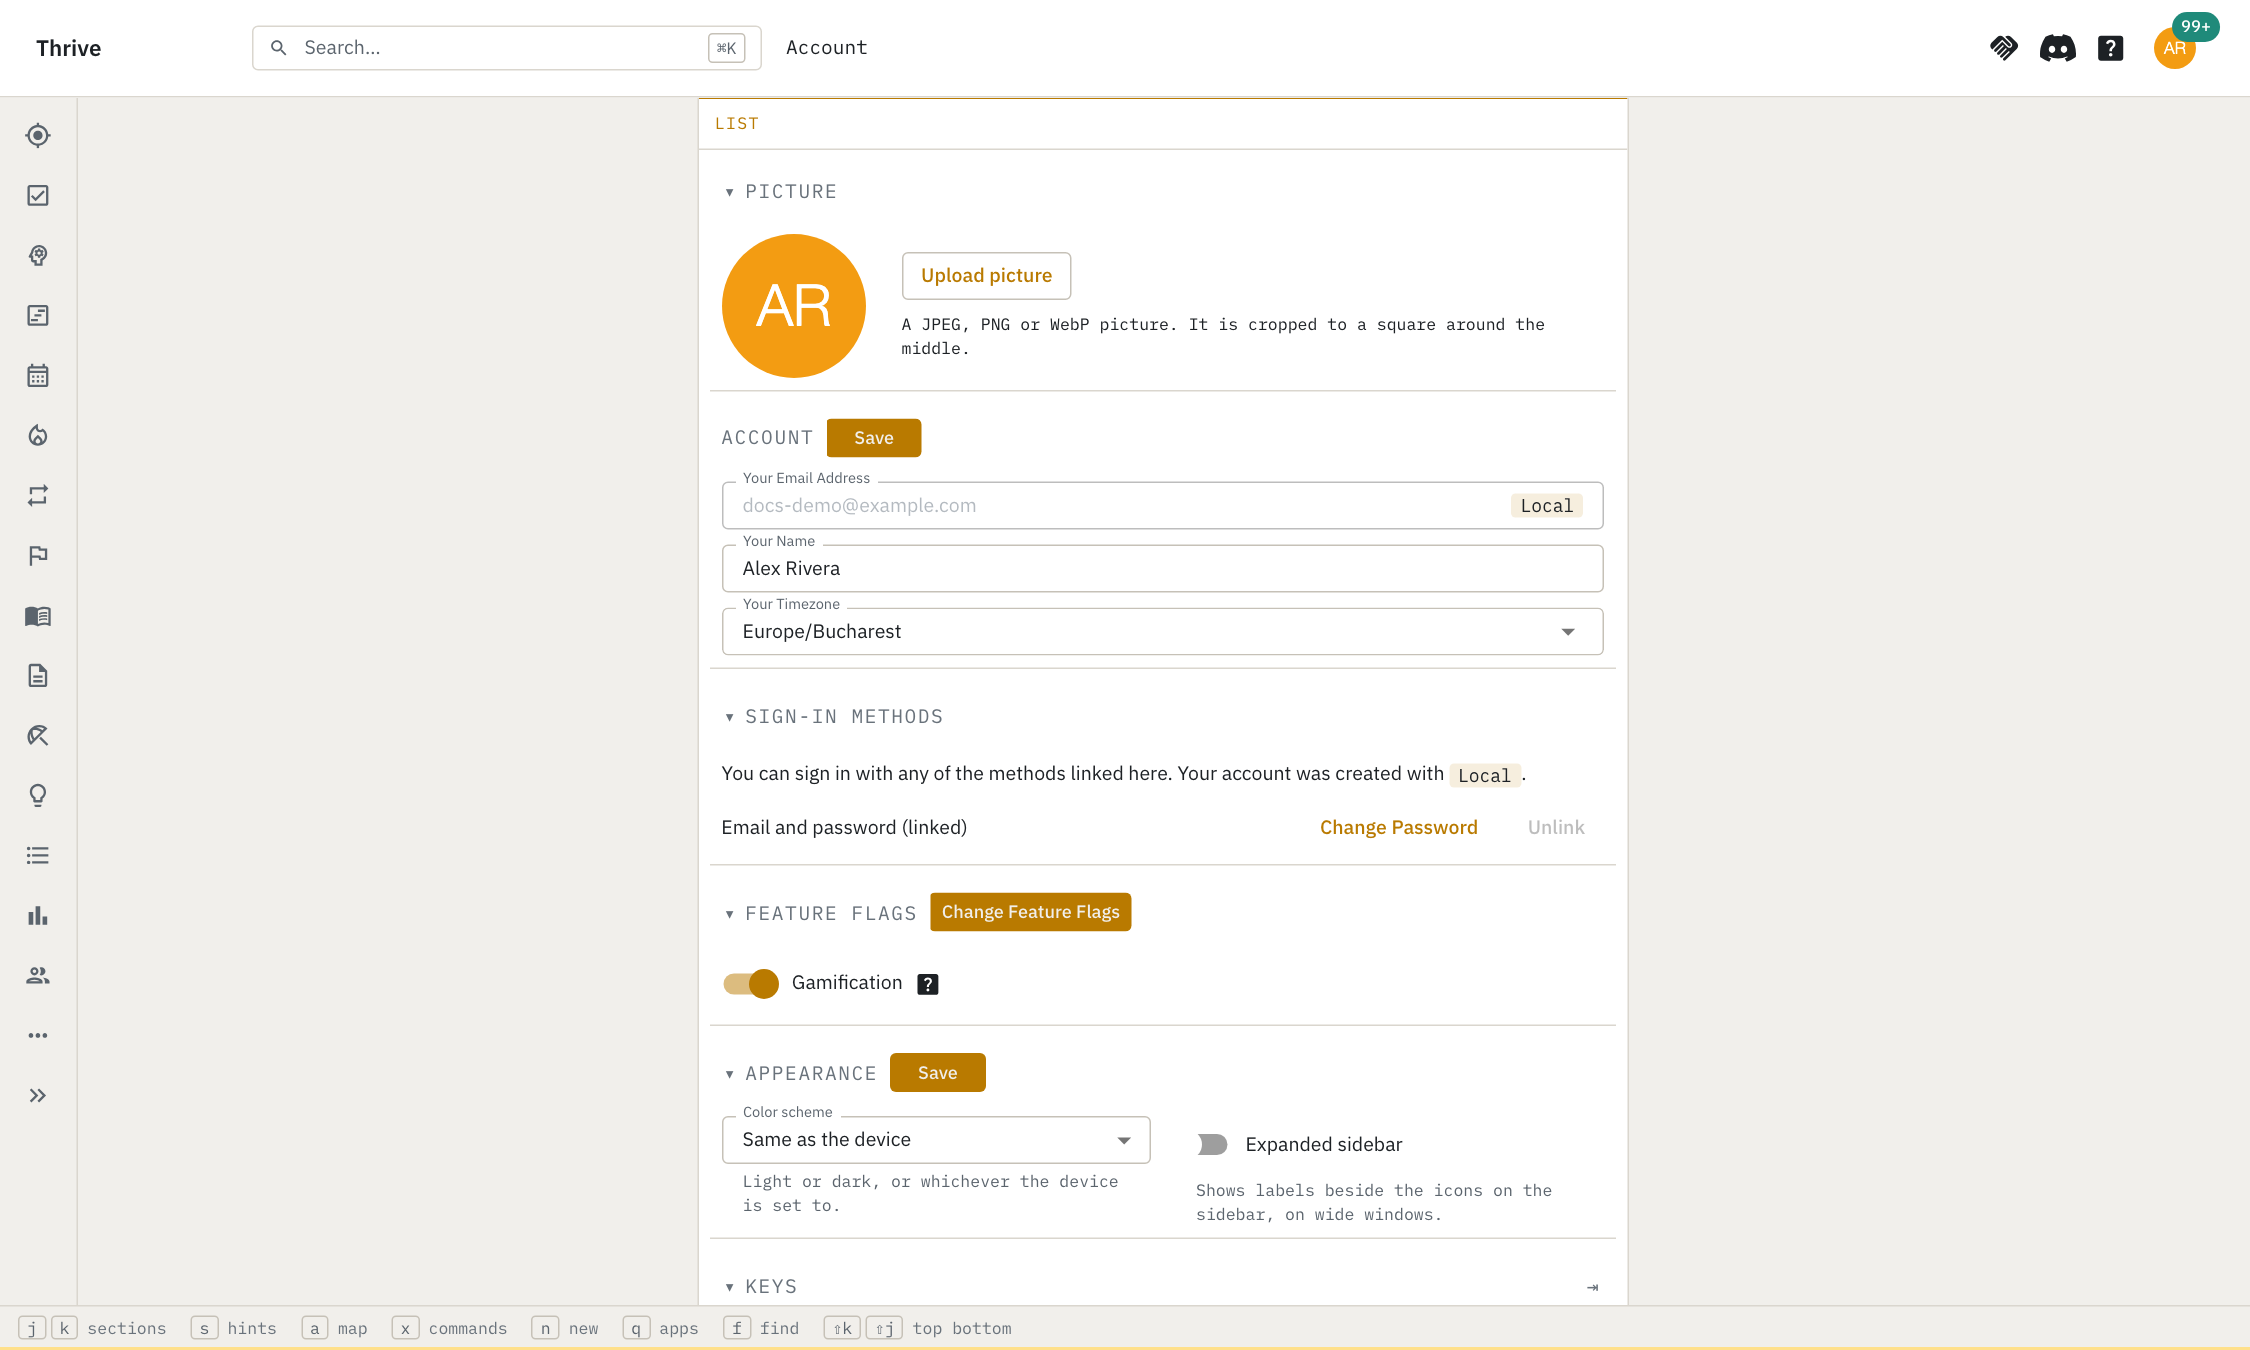 Thrive
Search...
⌘K
Account
?
99+
AR
LIST
▾ PICTURE
AR
Upload picture
A JPEG, PNG or WebP picture. It is cropped to a square around the
middle.
ACCOUNT
Save
Your Email Address
docs-demo@example.com
Local
Your Name
Alex Rivera
Your Timezone
Europe/Bucharest
▾ SIGN-IN METHODS
You can sign in with any of the methods linked here. Your account was created with Local.
Email and password (linked)
Change Password
Unlink
▾ FEATURE FLAGS
Change Feature Flags
Gamification
?
▾ APPEARANCE
Save
Color scheme
Same as the device
Light or dark, or whichever the device
is set to.
Expanded sidebar
Shows labels beside the icons on the
sidebar, on wide windows.
▾ KEYS
⇥
j k sections s hints a map x commands n new q apps f find ⇧k ⇧j top bottom